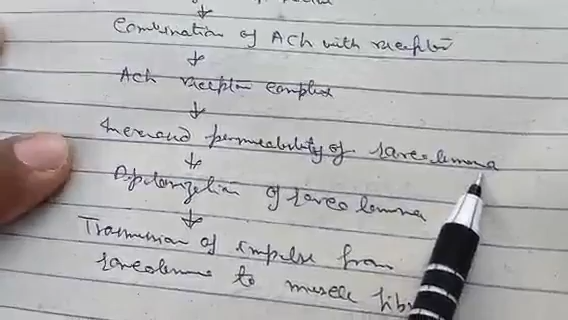 Combination of ACh with receptor
↓
Ach receptor complex
↓
Increased permeability of sarcolemma
↓
Depolarization of sarcolemma
↓
Transmission of impulse from
sarcolemma to muscle